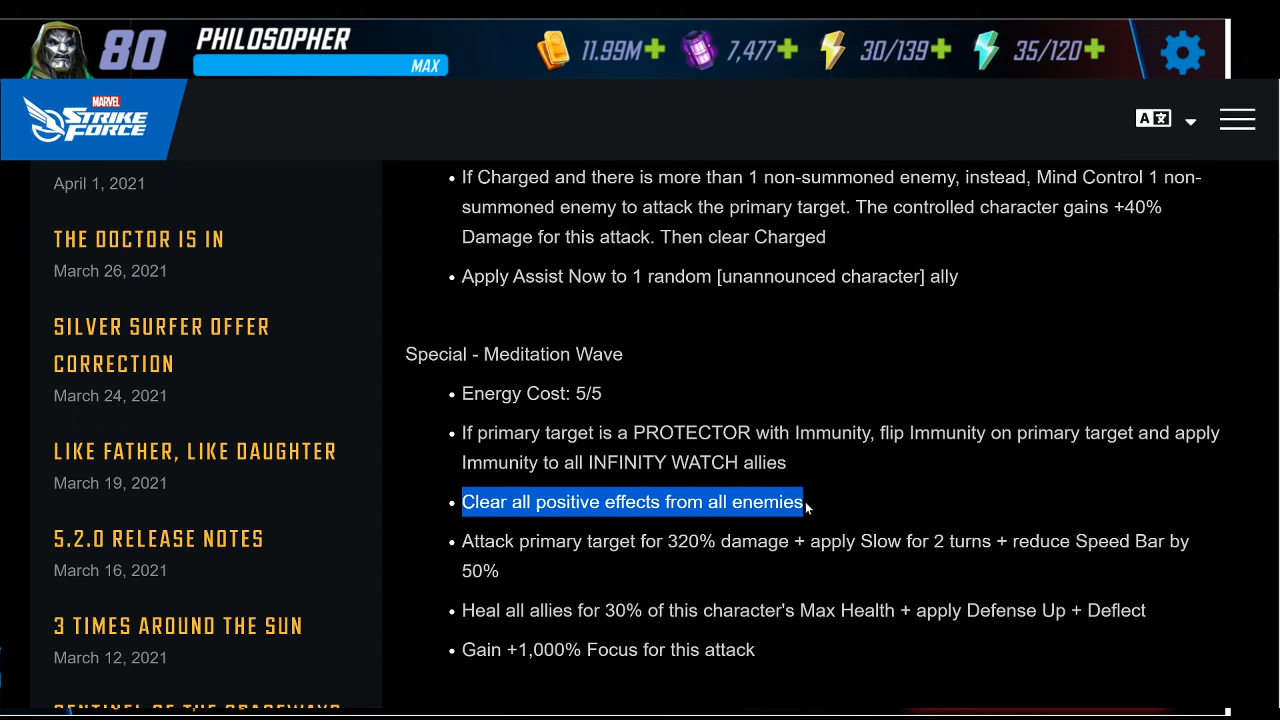 80
PHILOSOPHER
MAX
11.99M
7,477
30/139
35/120
MARVEL
STRIKE
FORCE
A
April 1, 2021
THE DOCTOR IS IN
March 26, 2021
SILVER SURFER OFFER
CORRECTION
March 24, 2021
LIKE FATHER, LIKE DAUGHTER
March 19, 2021
5.2.0 RELEASE NOTES
March 16, 2021
3 TIMES AROUND THE SUN
March 12, 2021
• If Charged and there is more than 1 non-summoned enemy, instead, Mind Control 1 non-
summoned enemy to attack the primary target. The controlled character gains +40%
Damage for this attack. Then clear Charged
• Apply Assist Now to 1 random [unannounced character] ally
Special - Meditation Wave
• Energy Cost: 5/5
• If primary target is a PROTECTOR with Immunity, flip Immunity on primary target and apply
Immunity to all INFINITY WATCH allies
• Clear all positive effects from all enemies
• Attack primary target for 320% damage + apply Slow for 2 turns + reduce Speed Bar by
50%
• Heal all allies for 30% of this character's Max Health + apply Defense Up + Deflect
• Gain +1,000% Focus for this attack